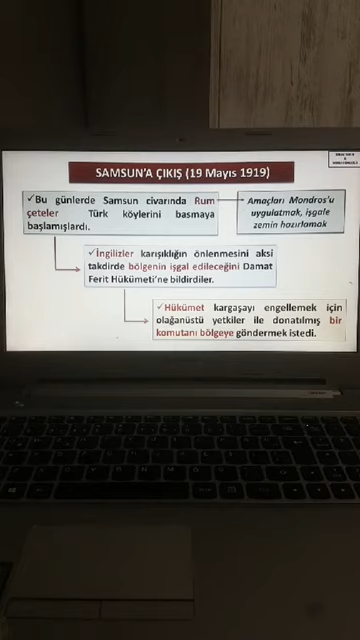 SAMSUN'A ÇIKIŞ (19 Mayıs 1919)
✓Bu günlerde Samsun civarında Rum
çeteler Türk köylerini basmaya
başlamışlardı.
Amaçları Mondros'u
uygulatmak, işgale
zemin hazırlamak
✓İngilizler karışıklığın önlenmesini aksi
takdirde bölgenin işgal edileceğini Damat
Ferit Hükümeti'ne bildirdiler.
✓Hükümet kargaşayı engellemek için
olağanüstü yetkiler ile donatılmış bir
komutanı bölgeye göndermek istedi.